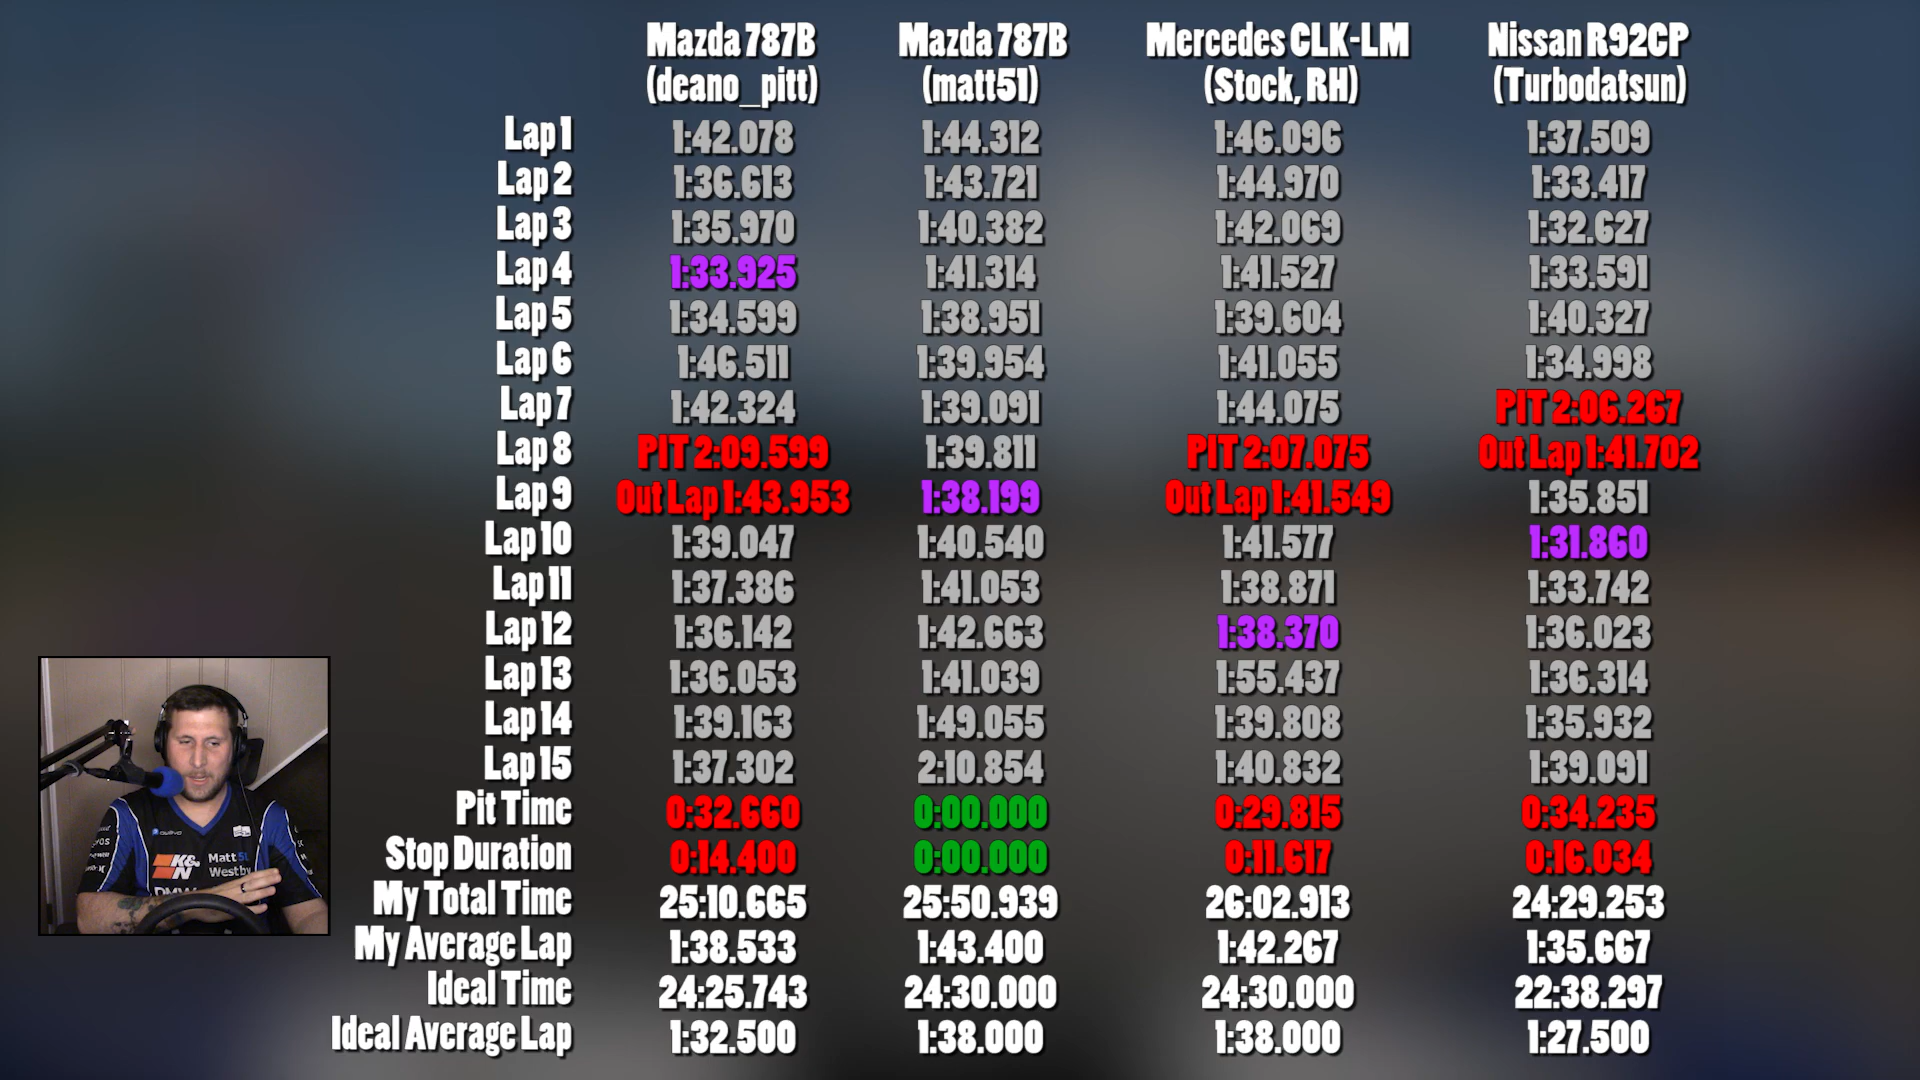 Mazda 787B Mazda 787B Mercedes CLK-LM Nissan R92CP
(deano_pitt) (matt51) (Stock, RH) (Turbodatsun)
Lap 1 1:42.078 1:44.312 1:46.096 1:37.509
Lap 2 1:36.613 1:43.721 1:44.970 1:33.417
Lap 3 1:35.970 1:40.382 1:42.069 1:32.627
Lap 4 1:33.925 1:41.314 1:41.527 1:33.591
Lap 5 1:34.599 1:38.951 1:39.604 1:40.327
Lap 6 1:46.511 1:39.954 1:41.055 1:34.998
Lap 7 1:42.324 1:39.091 1:44.075 PIT 2:06.267
Lap 8 PIT 2:09.599 1:39.811 PIT 2:07.075 Out Lap 1:41.702
Lap 9 Out Lap 1:43.953 1:38.199 Out Lap 1:41.549 1:35.851
Lap 10 1:39.047 1:40.540 1:41.577 1:31.860
Lap 11 1:37.386 1:41.053 1:38.871 1:33.742
Lap 12 1:36.142 1:42.663 1:38.370 1:36.023
Lap 13 1:36.053 1:41.039 1:55.437 1:36.314
Lap 14 1:39.163 1:49.055 1:39.808 1:35.932
Lap 15 1:37.302 2:10.854 1:40.832 1:39.091
Pit Time 0:32.660 0:00.000 0:29.815 0:34.235
Stop Duration 0:14.400 0:00.000 0:11.617 0:16.034
My Total Time 25:10.665 25:50.939 26:02.913 24:29.253
My Average Lap 1:38.533 1:43.400 1:42.267 1:35.667
Ideal Time 24:25.743 24:30.000 24:30.000 22:38.297
Ideal Average Lap 1:32.500 1:38.000 1:38.000 1:27.500
K&N
Matt51
Westby